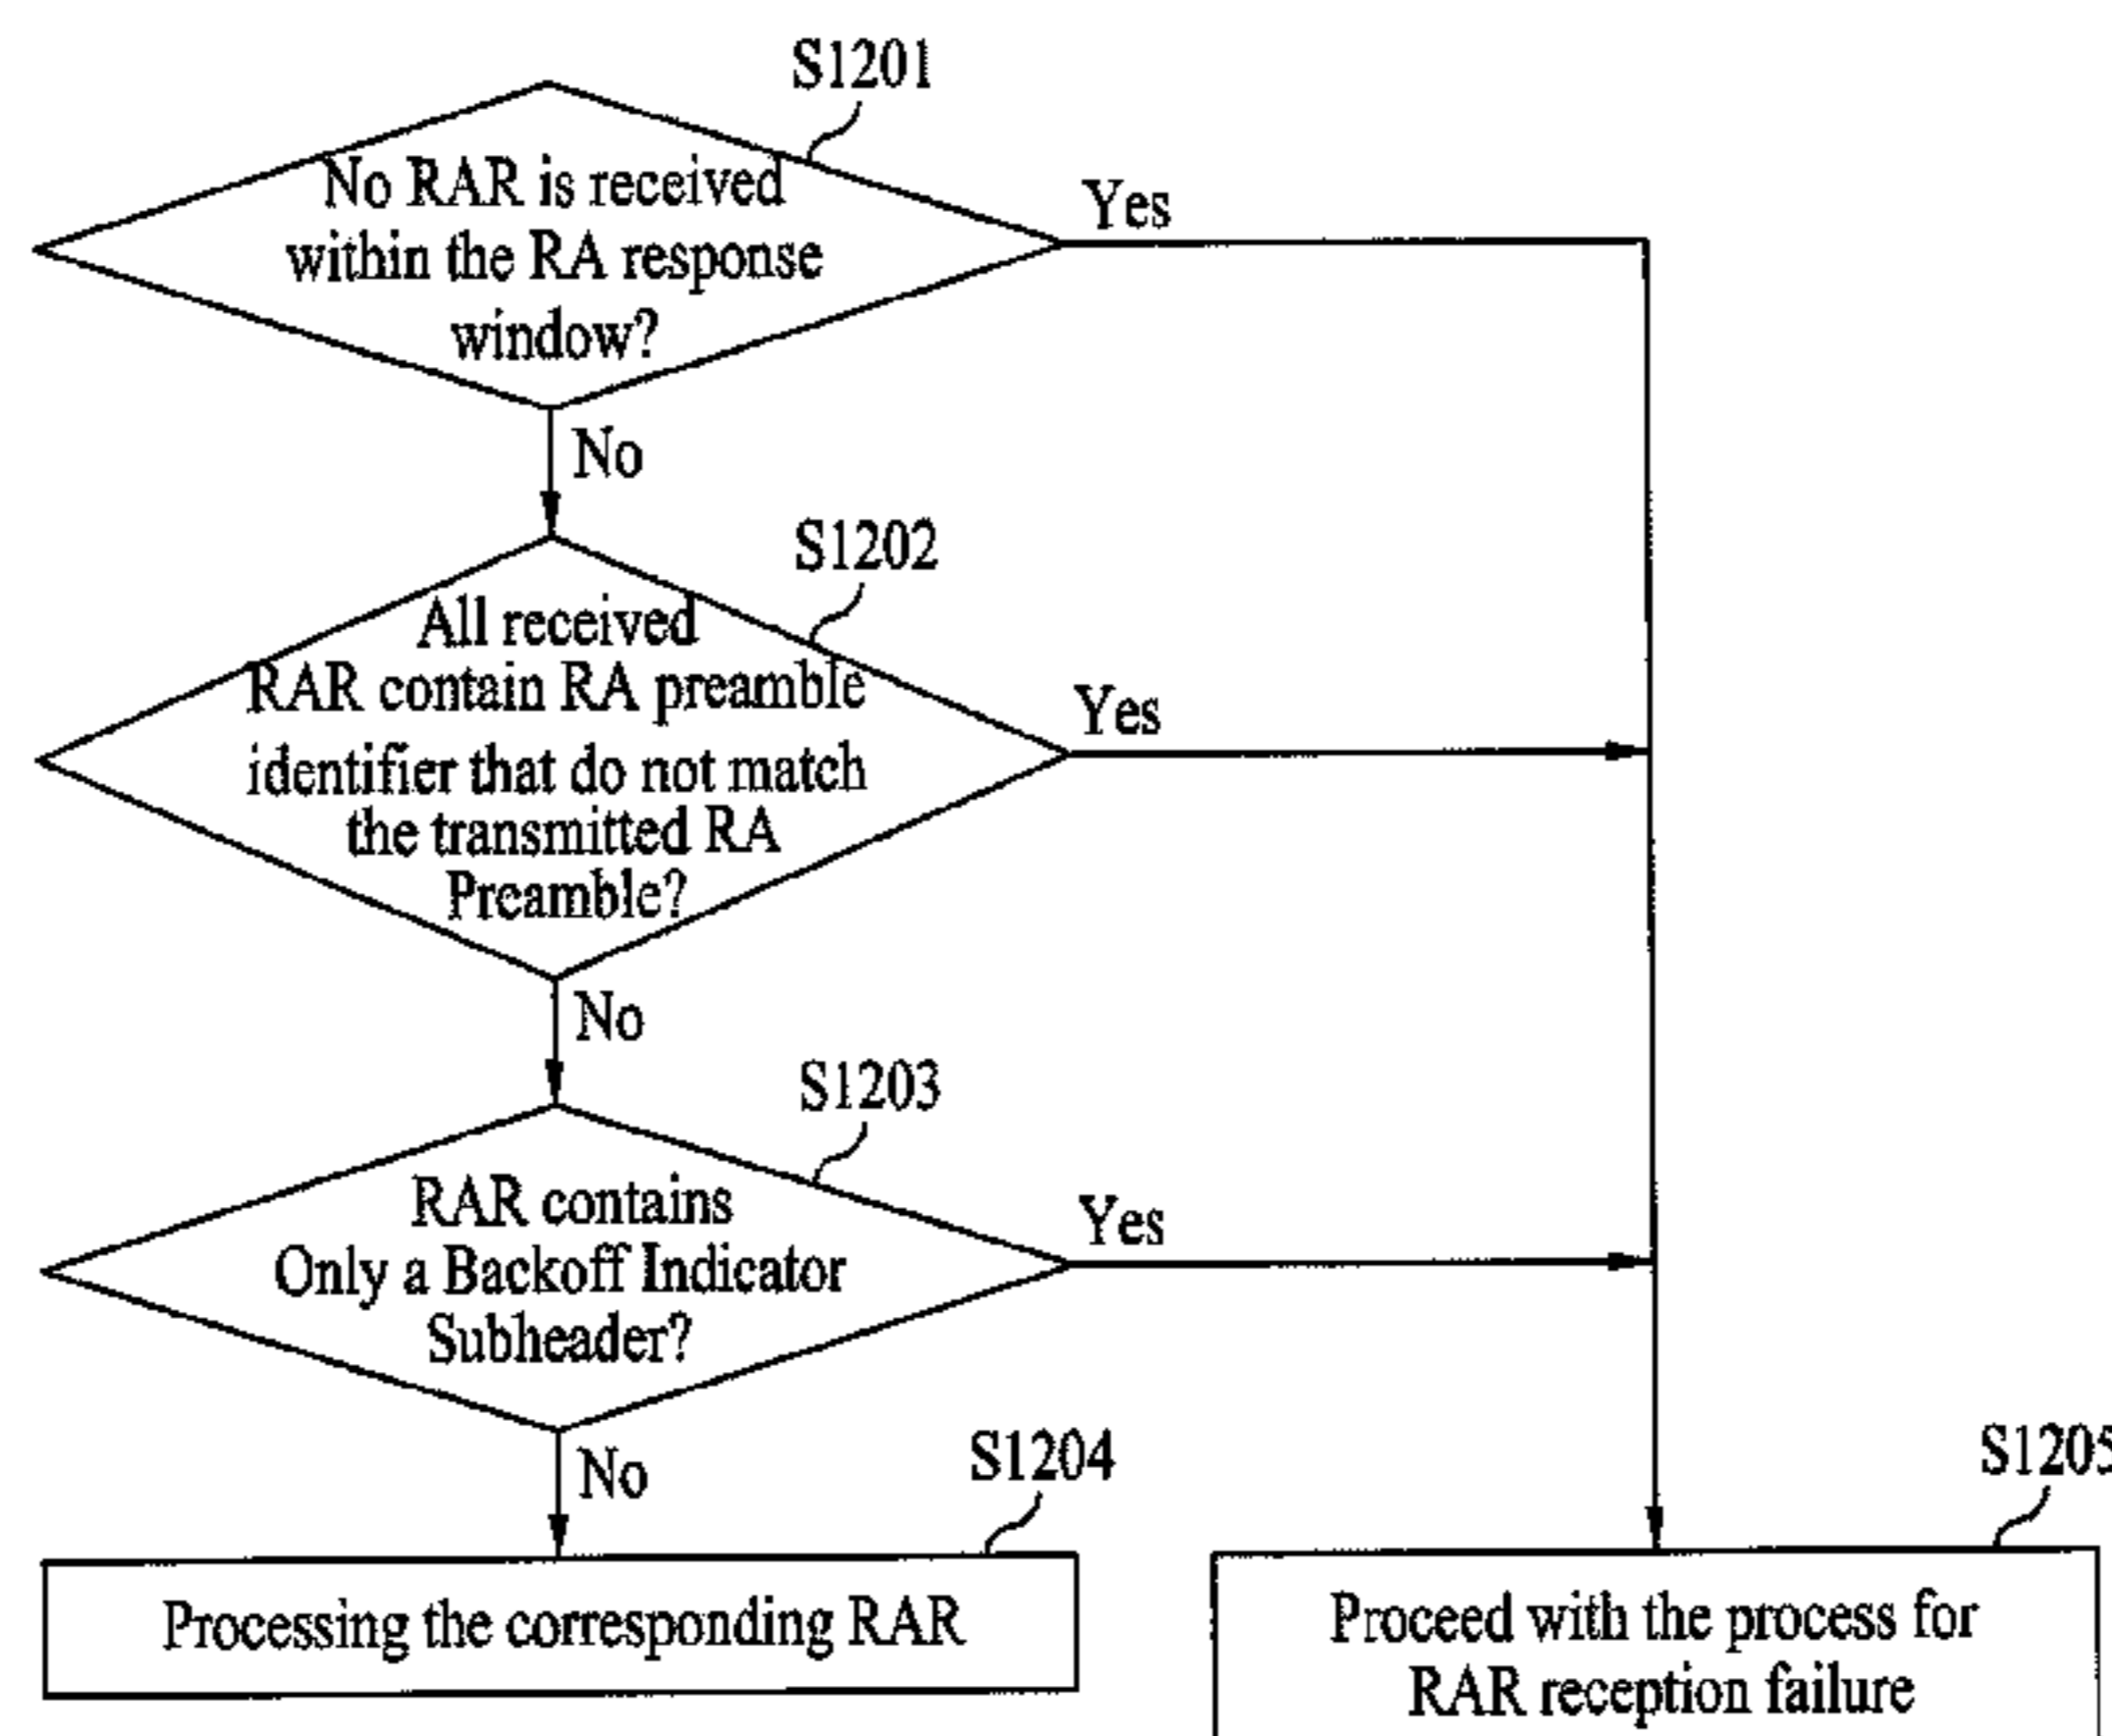 S1201
No RAR is received
within the RA response
window?
Yes
No
S1202
All received
RAR contain RA preamble
identifier that do not match
the transmitted RA
Preamble?
Yes
No
S1203
RAR contains
Only a Backoff Indicator
Subheader?
Yes
No
S1204
Processing the corresponding RAR
S1205
Proceed with the process for
RAR reception failure